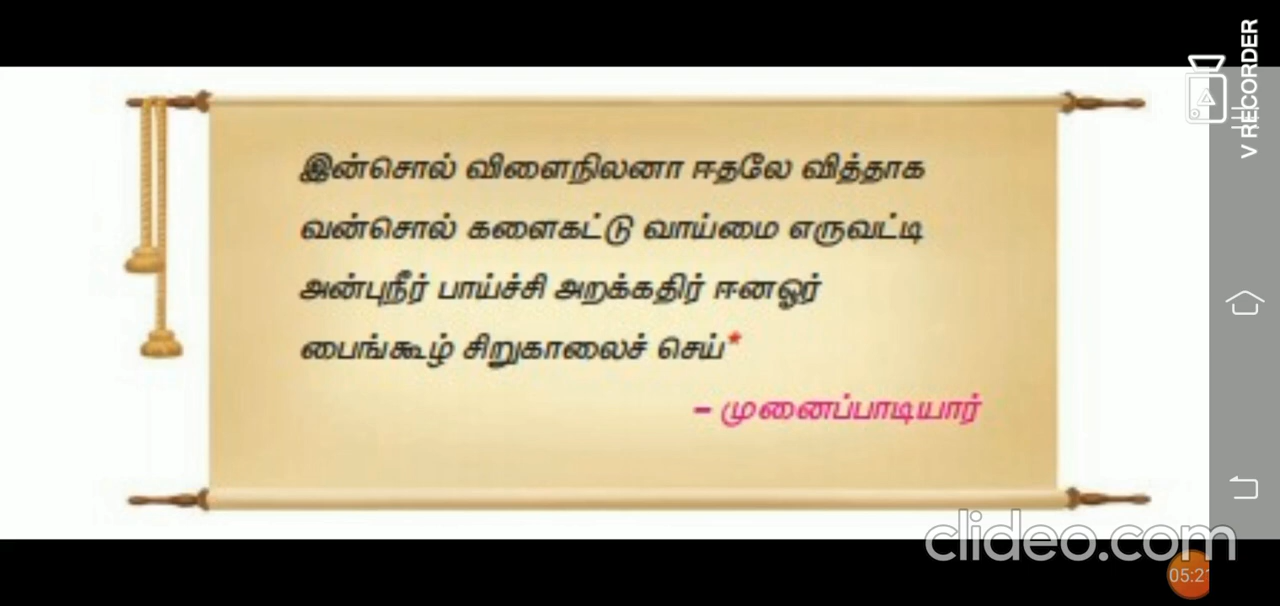 இன்சொல் விளைநிலனா ஈதலே வித்தாக
வன்சொல் களைகட்டு வாய்மை எருவட்டி
அன்புநீர் பாய்ச்சி அறக்கதிர் ஈனஓர்
பைங்கூழ் சிறுகாலைச் செய்*
– முனைப்பாடியார்
V RECORDER
clideo.com
05:21